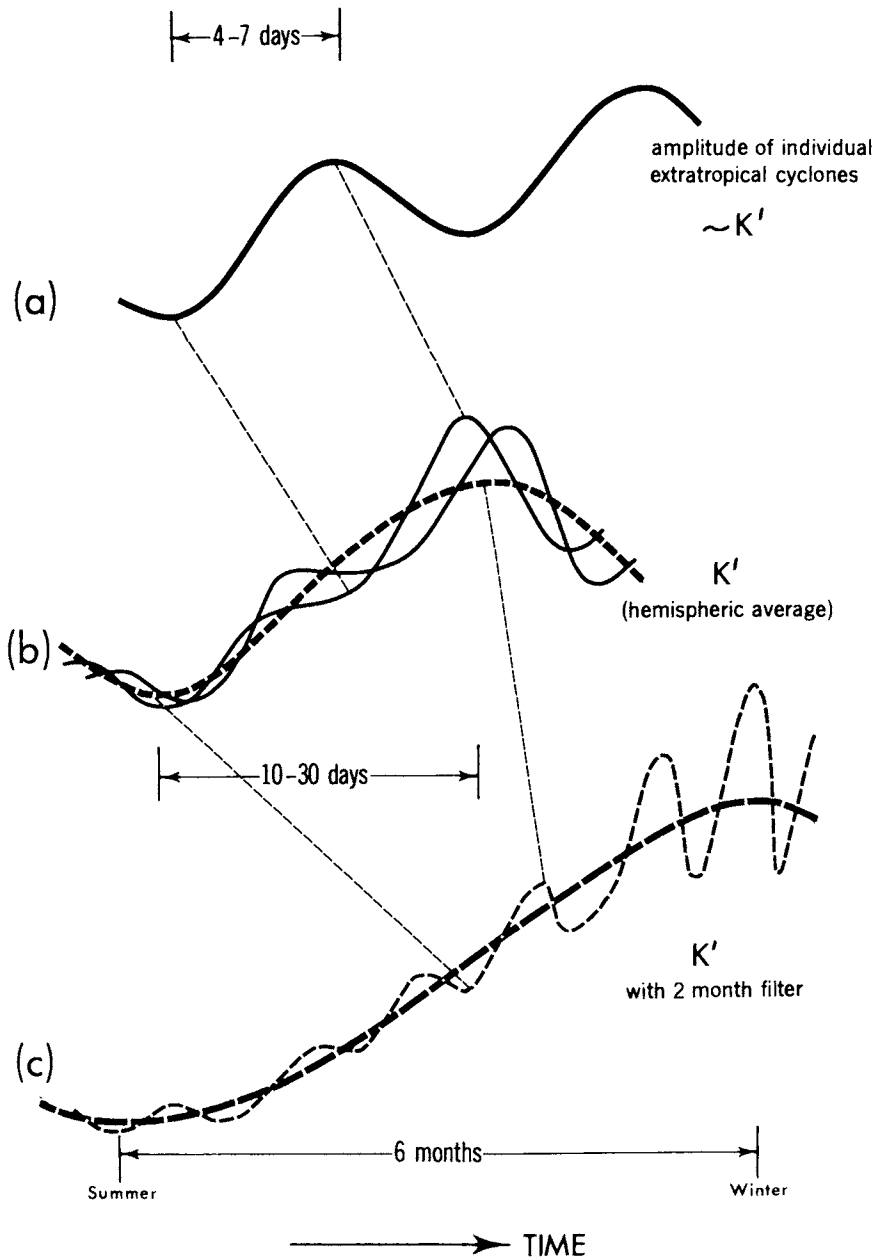 4-7 days
amplitude of individual
extratropical cyclones
~K′
(a)
K′
(hemispheric average)
(b)
10-30 days
K′
with 2 month filter
(c)
6 months
Summer
Winter
TIME